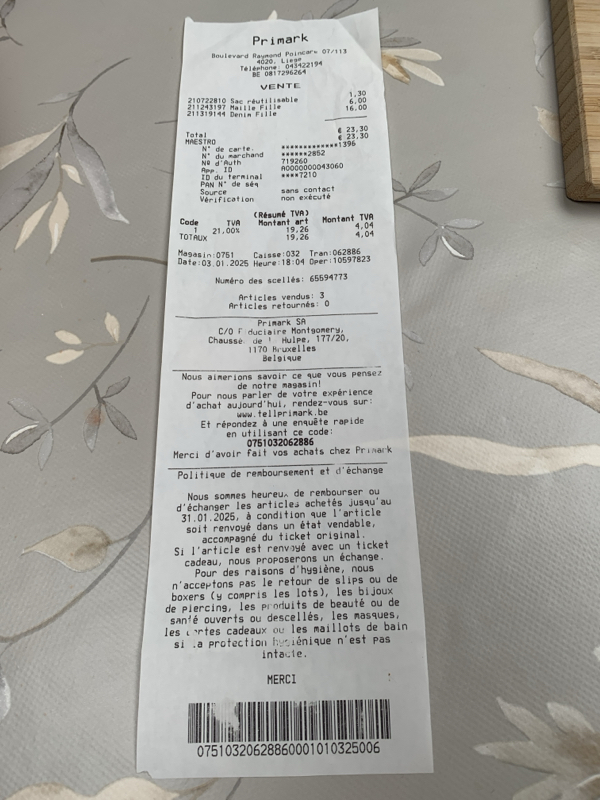 Primark
Boulevard Raymond Poincaré 07/113
4020, Liège
Téléphone: 043422194
BE 0817296264
VENTE
210722810 Sac réutilisable 1.30
211243197 Maille Fille 6,00
211319144 Denim Fille 16,00
Total € 23,30
MAESTRO € 23,30
N° de carte. ************1396
N° du marchand ******2852
Nº d'Auth 719260
App. ID A0000000043060
ID du terminal ****7210
PAN N° de séq
Source sans contact
Vérification non exécuté
(Résumé TVA)
Code TVA Montant art Montant TVA
1 21,00% 19,26 4,04
TOTAUX 19,26 4,04
Magasin:0751 Caisse:032 Tran:062886
Date:03.01.2025 Heure:18:04 Oper:10597823
Numéro des scellés: 65594773
Articles vendus: 3
Articles retournés: 0
Primark SA
C/O Fiduciaire Montgomery,
Chaussé de l Hulpe, 177/20,
1170 Bruxelles
Belgique
Nous aimerions savoir ce que vous pensez
de notre magasin!
Pour nous parler de votre expérience
d'achat aujourd'hui, rendez-vous sur:
www.tellprimark.be
Et répondez à une enquête rapide
en utilisant ce code:
0751032062886
Merci d'avoir fait vos achats chez Primark
Politique de remboursement et d'échange
Nous sommes heureux de rembourser ou
d'échanger les articles achetés jusqu'au
31.01.2025, à condition que l'article
soit renvoyé dans un état vendable,
accompagné du ticket original.
Si l'article est renvoyé avec un ticket
cadeau, nous proposerons un échange.
Pour des raisons d'hygiène, nous
n'acceptons pas le retour de slips ou de
boxers (y compris les lots), les bijoux
de piercing, les produits de beauté ou de
santé ouverts ou descellés, les masques,
les cartes cadeaux ou les maillots de bain
si la protection hygiénique n'est pas
intacte.
MERCI
07510320628860001010325006